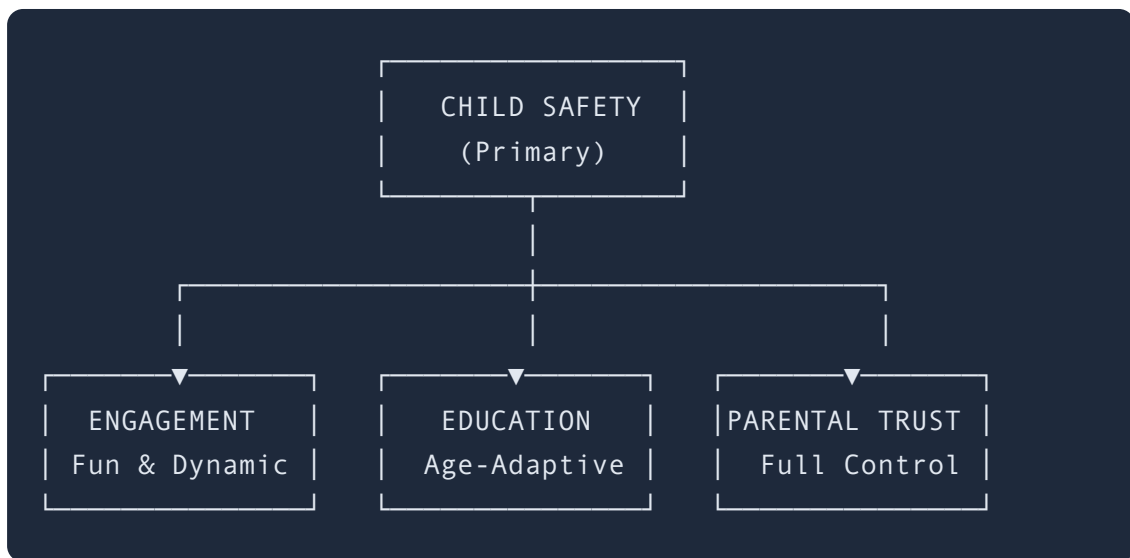 CHILD SAFETY
(Primary)
ENGAGEMENT
Fun & Dynamic
EDUCATION
Age-Adaptive
PARENTAL TRUST
Full Control